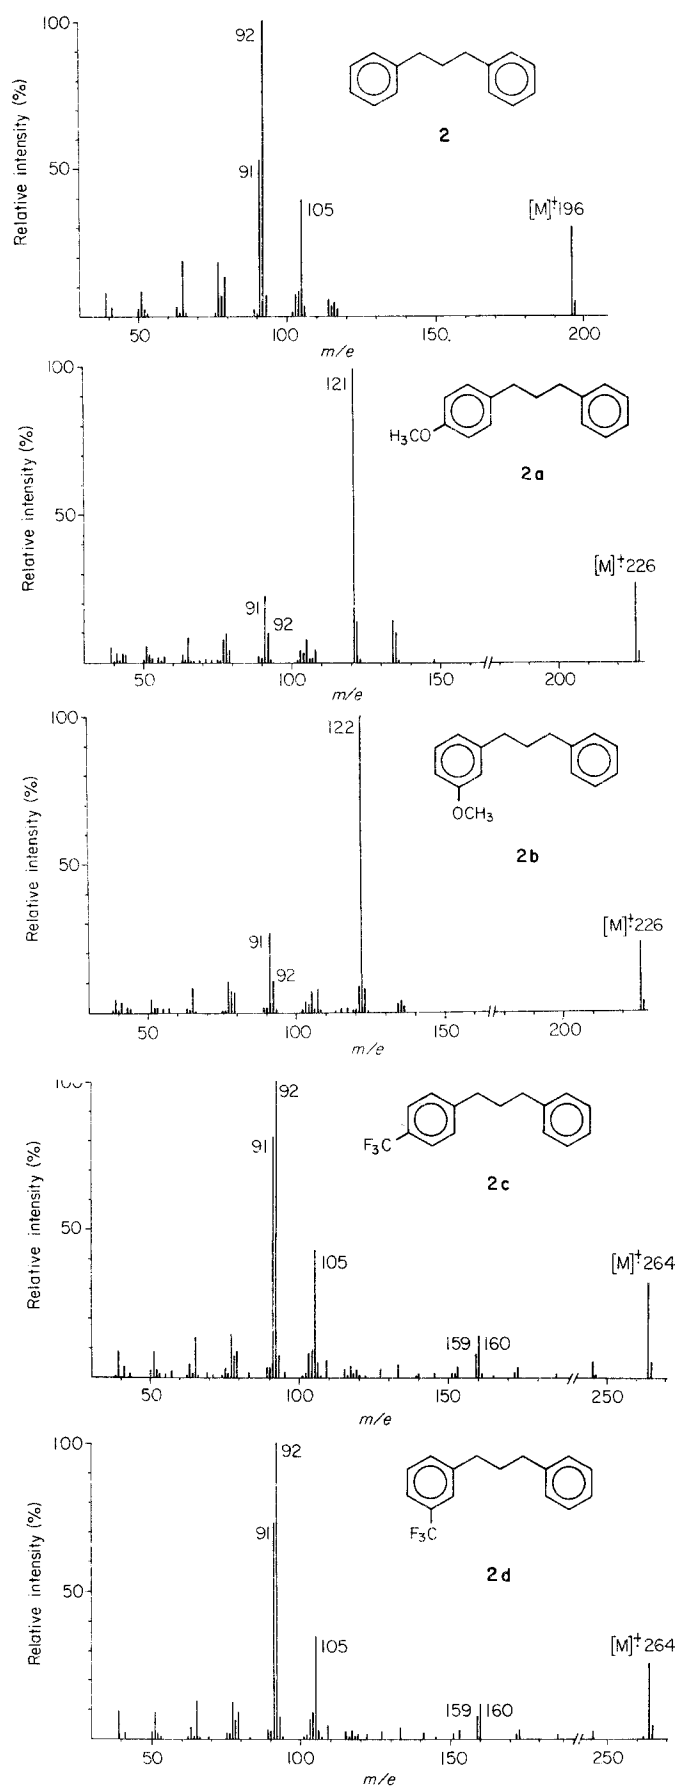 100
92
Relative intensity (%)
2
50
91
105
[M]+· 196
50 100 150. 200
m/e
100
121
Relative intensity (%)
H3CO
2a
50
[M]+· 226
91
92
50 100 150 200
m/e
100
122
Relative intensity (%)
OCH3
2b
50
[M]+· 226
91
92
50 100 150 200
m/e
100
92
Relative intensity (%)
91
F3C
2c
50
105
[M]+· 264
159 160
50 100 150 250
m/e
100
92
Relative intensity (%)
91
F3C
2d
50
105
[M]+· 264
159 160
50 100 150 250
m/e